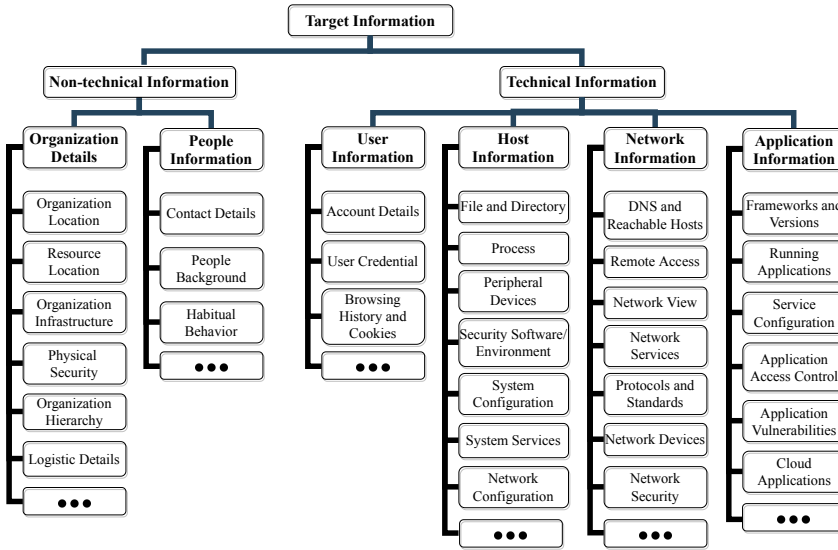 Target Information
Non-technical Information
Technical Information
Organization
Details
People
Information
User
Information
Host
Information
Network
Information
Application
Information
Organization
Location
Resource
Location
Organization
Infrastructure
Physical
Security
Organization
Hierarchy
Logistic Details
●●●
Contact Details
People
Background
Habitual
Behavior
●●●
Account Details
User Credential
Browsing
History and
Cookies
●●●
File and Directory
Process
Peripheral
Devices
Security Software/
Environment
System
Configuration
System Services
Network
Configuration
●●●
DNS and
Reachable Hosts
Remote Access
Network View
Network
Services
Protocols and
Standards
Network Devices
Network
Security
●●●
Frameworks and
Versions
Running
Applications
Service
Configuration
Application
Access Control
Application
Vulnerabilities
Cloud
Applications
●●●